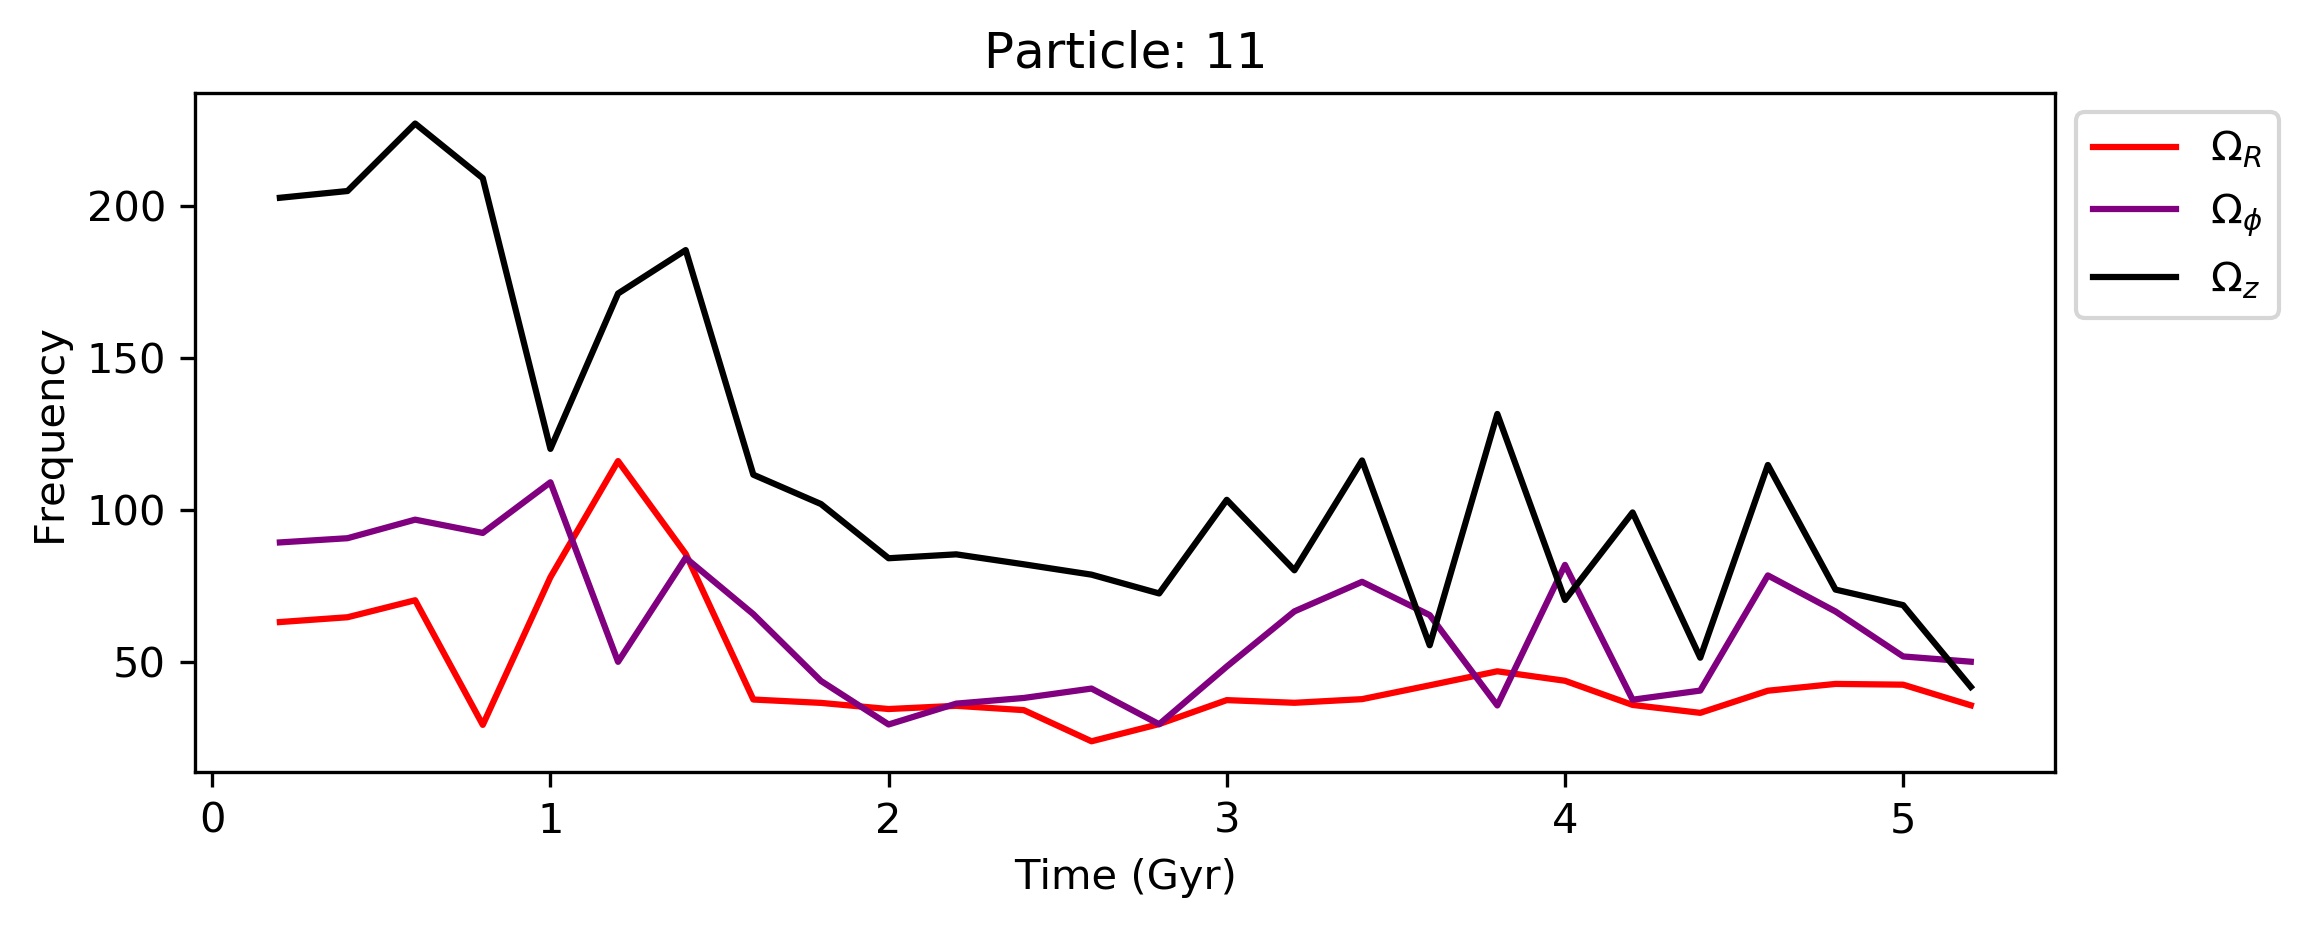 Particle: 11
Frequency
200
150
100
50
0 1 2 3 4 5
Time (Gyr)
Ω_R
Ω_ϕ
Ω_z